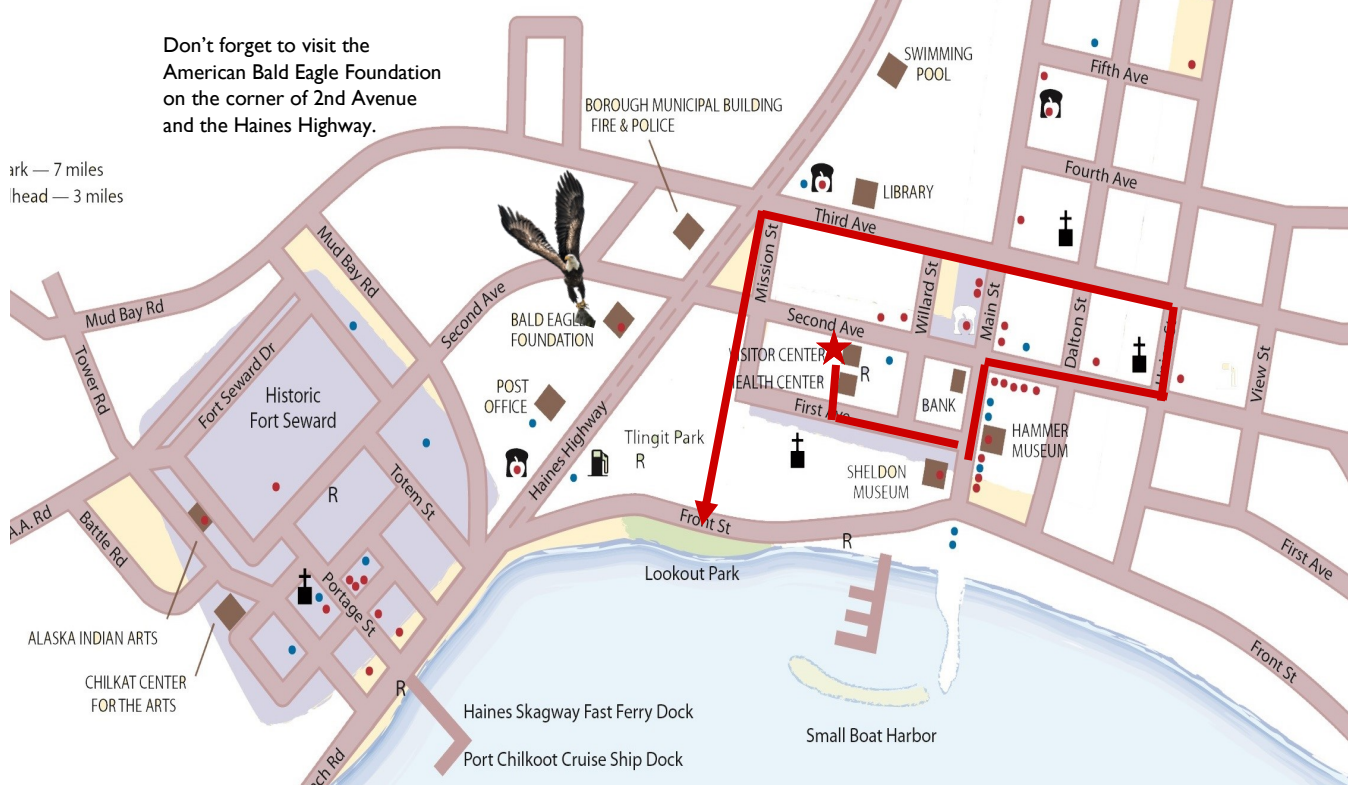 Don't forget to visit the
American Bald Eagle Foundation
on the corner of 2nd Avenue
and the Haines Highway.
ark — 7 miles
lhead — 3 miles
SWIMMING
POOL
BOROUGH MUNICIPAL BUILDING
FIRE & POLICE
LIBRARY
Fifth Ave
Fourth Ave
Third Ave
Mission St
Willard St
Main St
Dalton St
View St
Mud Bay Rd
Mud Bay Rd
Second Ave
Second Ave
BALD EAGLE
FOUNDATION
VISITOR CENTER
HEALTH CENTER
R
BANK
First Ave
HAMMER
MUSEUM
SHELDON
MUSEUM
Tower Rd
Fort Seward Dr
Historic
Fort Seward
POST
OFFICE
Haines Highway
Tlingit Park
R
Totem St
R
A.A. Rd
Battle Rd
Portage St
Front St
R
Lookout Park
First Ave
Front St
ALASKA INDIAN ARTS
CHILKAT CENTER
FOR THE ARTS
R
Haines Skagway Fast Ferry Dock
Port Chilkoot Cruise Ship Dock
Small Boat Harbor
ch Rd